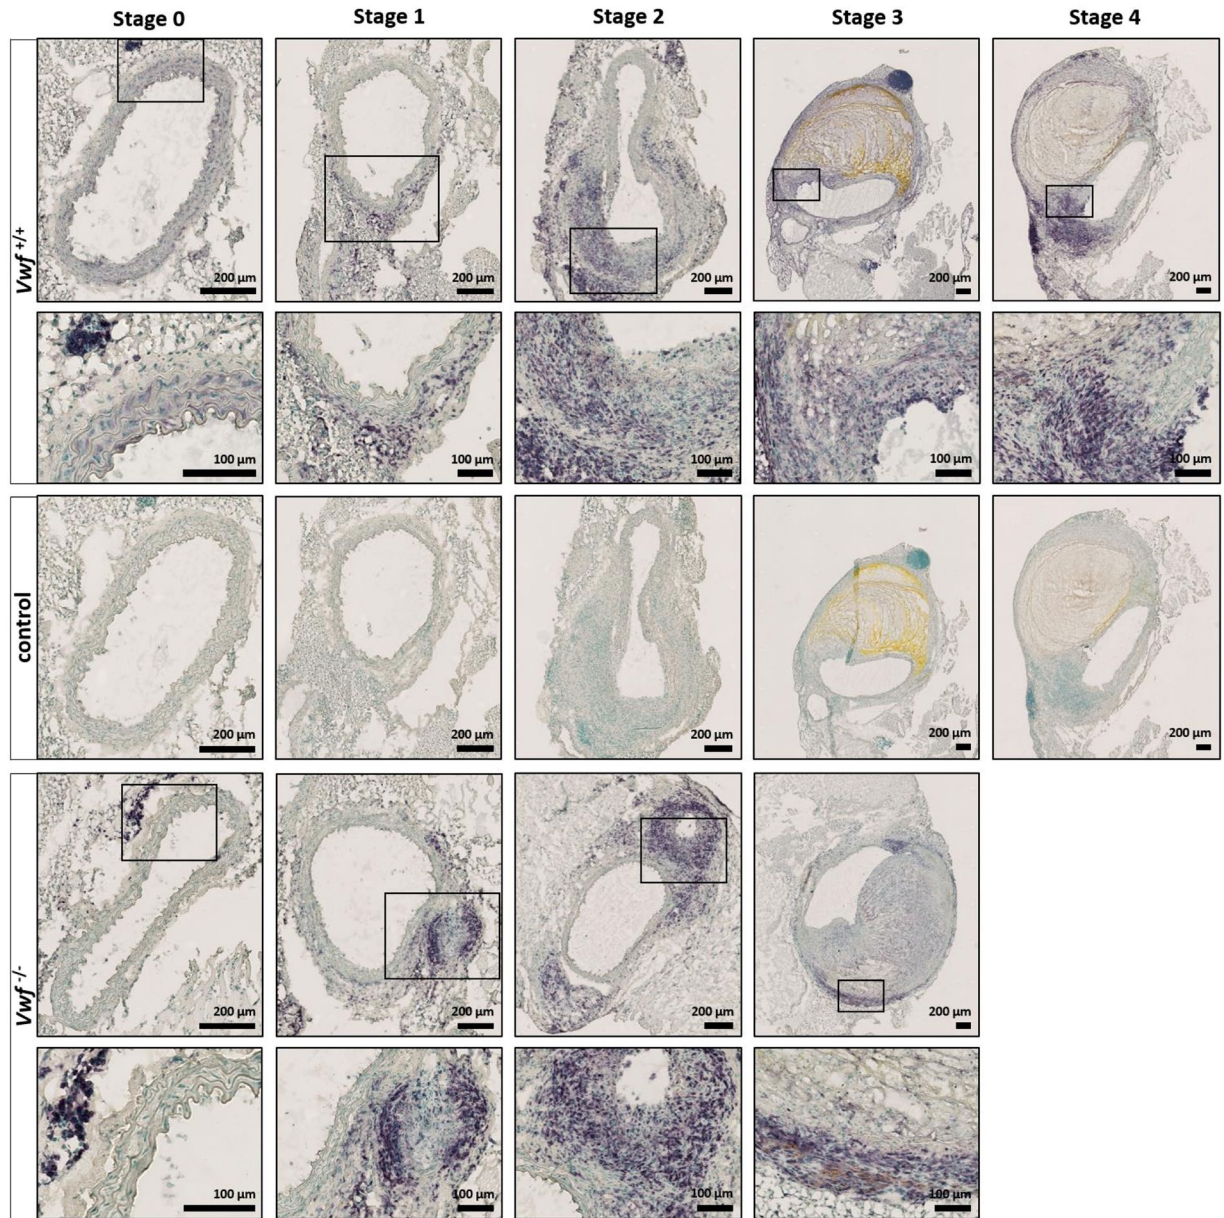 Stage 0 Stage 1 Stage 2 Stage 3 Stage 4
Vwf +/+
200 µm 200 µm 200 µm 200 µm 200 µm
100 µm 100 µm 100 µm 100 µm 100 µm
control
200 µm 200 µm 200 µm 200 µm 200 µm
Vwf -/-
200 µm 200 µm 200 µm 200 µm
100 µm 100 µm 100 µm 100 µm